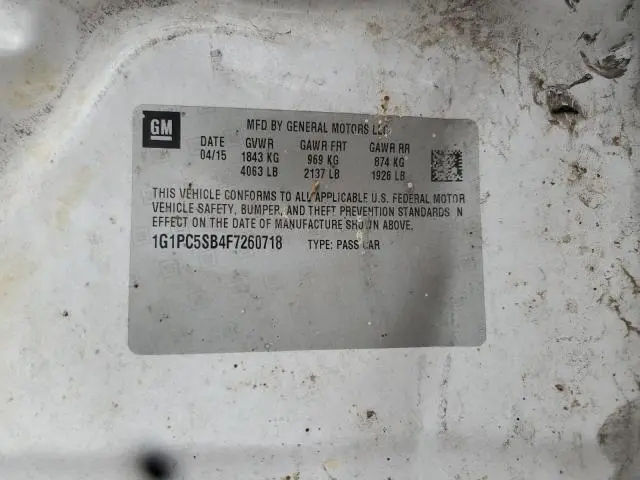 GM
MFD BY GENERAL MOTORS LLC
DATE GVWR GAWR FRT GAWR RR
04/15 1843 KG 969 KG 874 KG
4063 LB 2137 LB 1926 LB
THIS VEHICLE CONFORMS TO ALL APPLICABLE U.S. FEDERAL MOTOR
VEHICLE SAFETY, BUMPER, AND THEFT PREVENTION STANDARDS IN
EFFECT ON THE DATE OF MANUFACTURE SHOWN ABOVE.
1G1PC5SB4F7260718 TYPE: PASS CAR